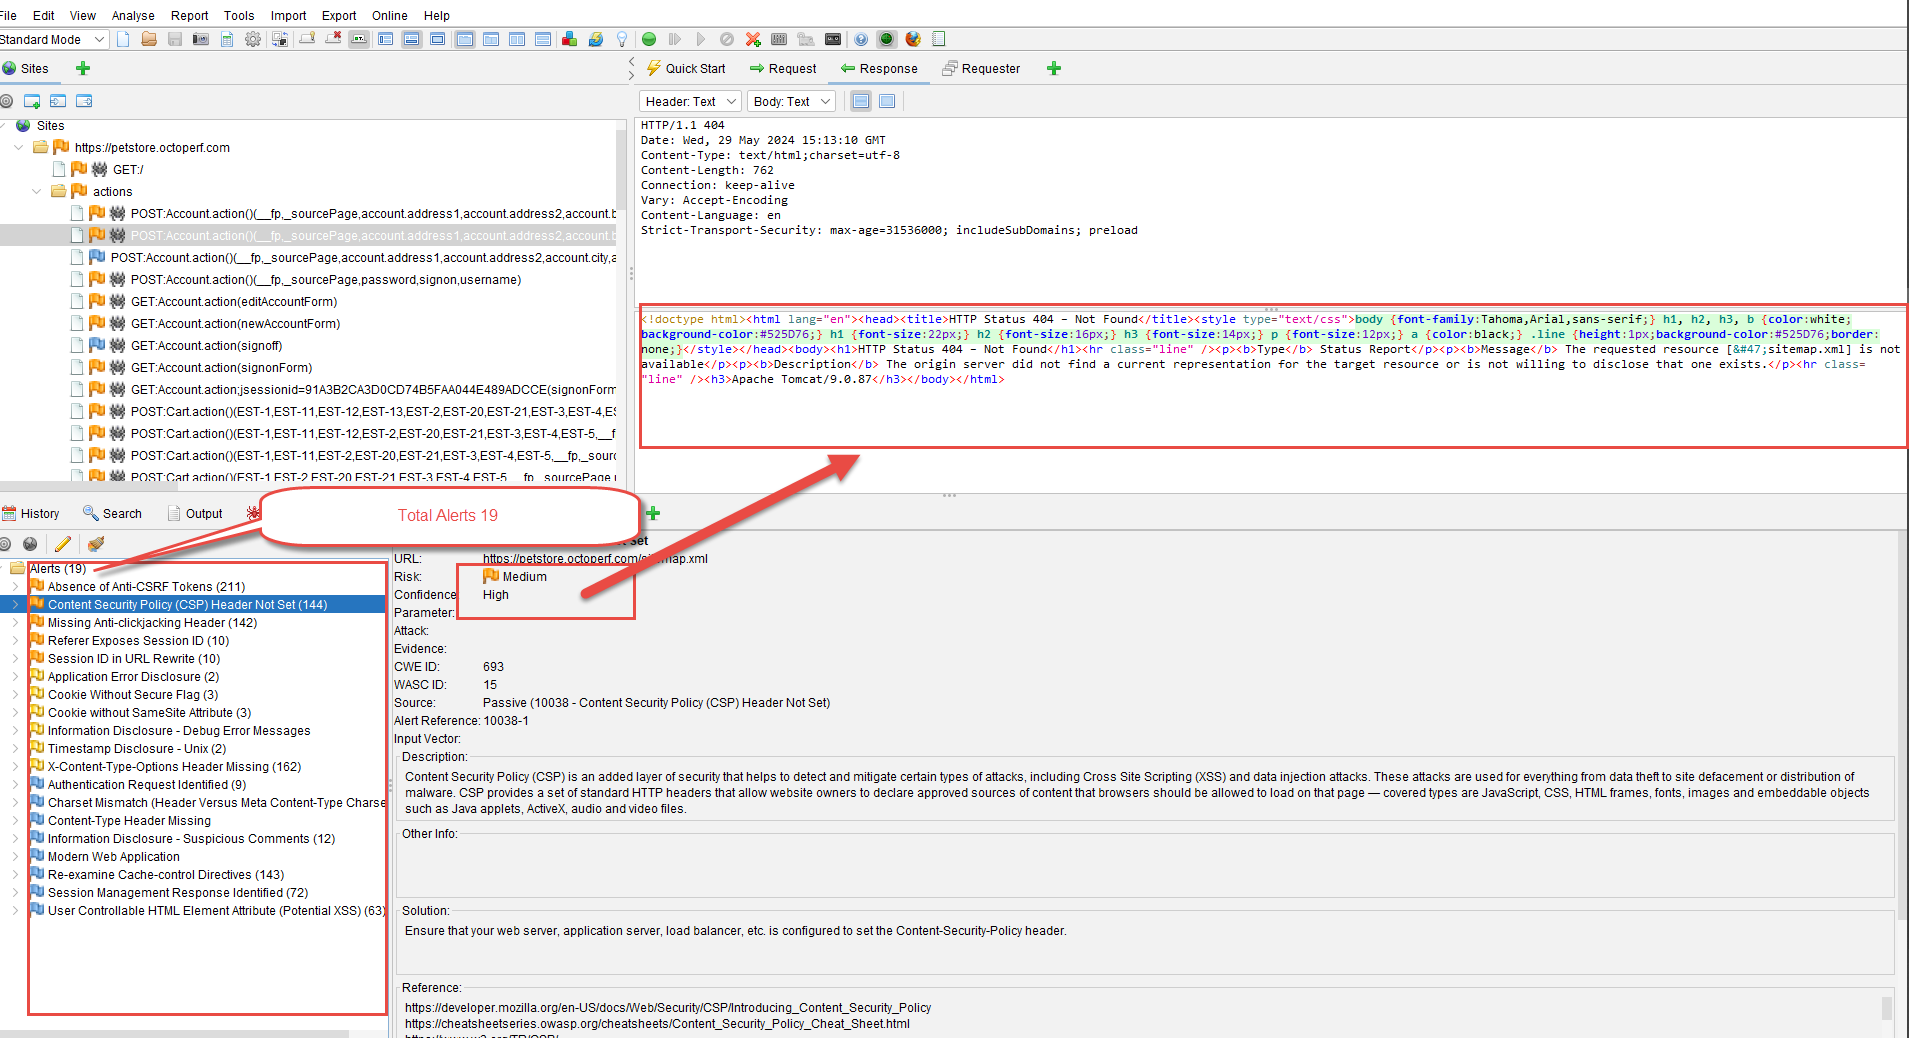 File Edit View Analyse Report Tools Import Export Online Help
Standard Mode
Sites
Quick Start Request Response Requester
Header: Text Body: Text
Sites
https://petstore.octoperf.com
GET:/
actions
POST:Account.action()(__fp,_sourcePage,account.address1,account.address2,account.b
POST:Account.action()(__fp,_sourcePage,account.address1,account.address2,account.b
POST:Account.action()(__fp,_sourcePage,account.address1,account.address2,account.city,a
POST:Account.action()(__fp,_sourcePage,password,signon,username)
GET:Account.action(editAccountForm)
GET:Account.action(newAccountForm)
GET:Account.action(signoff)
GET:Account.action(signonForm)
GET:Account.action;jsessionid=91A3B2CA3D0CD74B5FAA044E489ADCCE(signonForm
POST:Cart.action()(EST-1,EST-11,EST-12,EST-13,EST-2,EST-20,EST-21,EST-3,EST-4,ES
POST:Cart.action()(EST-1,EST-11,EST-12,EST-2,EST-20,EST-21,EST-3,EST-4,EST-5,__f
POST:Cart.action()(EST-1,EST-11,EST-2,EST-20,EST-21,EST-3,EST-4,EST-5,__fp,_sourc
POST:Cart.action()(EST-1,EST-2,EST-20,EST-21,EST-3,EST-4,EST-5,__fp,_sourcePage,
HTTP/1.1 404
Date: Wed, 29 May 2024 15:13:10 GMT
Content-Type: text/html;charset=utf-8
Content-Length: 762
Connection: keep-alive
Vary: Accept-Encoding
Content-Language: en
Strict-Transport-Security: max-age=31536000; includeSubDomains; preload
<!doctype html><html lang="en"><head><title>HTTP Status 404 – Not Found</title><style type="text/css">body {font-family:Tahoma,Arial,sans-serif;} h1, h2, h3, b {color:white;
background-color:#525D76;} h1 {font-size:22px;} h2 {font-size:16px;} h3 {font-size:14px;} p {font-size:12px;} a {color:black;} .line {height:1px;background-color:#525D76;border:
none;}</style></head><body><h1>HTTP Status 404 – Not Found</h1><hr class="line" /><p><b>Type</b> Status Report</p><p><b>Message</b> The requested resource [&#47;sitemap.xml] is not
available</p><p><b>Description</b> The origin server did not find a current representation for the target resource or is not willing to disclose that one exists.</p><hr class=
"line" /><h3>Apache Tomcat/9.0.87</h3></body></html>
History Search Output
Total Alerts 19
Alerts (19)
Absence of Anti-CSRF Tokens (211)
Content Security Policy (CSP) Header Not Set (144)
Missing Anti-clickjacking Header (142)
Referer Exposes Session ID (10)
Session ID in URL Rewrite (10)
Application Error Disclosure (2)
Cookie Without Secure Flag (3)
Cookie without SameSite Attribute (3)
Information Disclosure - Debug Error Messages
Timestamp Disclosure - Unix (2)
X-Content-Type-Options Header Missing (162)
Authentication Request Identified (9)
Charset Mismatch (Header Versus Meta Content-Type Charse
Content-Type Header Missing
Information Disclosure - Suspicious Comments (12)
Modern Web Application
Re-examine Cache-control Directives (143)
Session Management Response Identified (72)
User Controllable HTML Element Attribute (Potential XSS) (63)
Set
URL: https://petstore.octoperf.com/sitemap.xml
Risk: Medium
Confidence High
Parameter:
Attack:
Evidence:
CWE ID: 693
WASC ID: 15
Source: Passive (10038 - Content Security Policy (CSP) Header Not Set)
Alert Reference: 10038-1
Input Vector:
Description:
Content Security Policy (CSP) is an added layer of security that helps to detect and mitigate certain types of attacks, including Cross Site Scripting (XSS) and data injection attacks. These attacks are used for everything from data theft to site defacement or distribution of
malware. CSP provides a set of standard HTTP headers that allow website owners to declare approved sources of content that browsers should be allowed to load on that page — covered types are JavaScript, CSS, HTML frames, fonts, images and embeddable objects
such as Java applets, ActiveX, audio and video files.
Other Info:
Solution:
Ensure that your web server, application server, load balancer, etc. is configured to set the Content-Security-Policy header.
Reference:
https://developer.mozilla.org/en-US/docs/Web/Security/CSP/Introducing_Content_Security_Policy
https://cheatsheetseries.owasp.org/cheatsheets/Content_Security_Policy_Cheat_Sheet.html